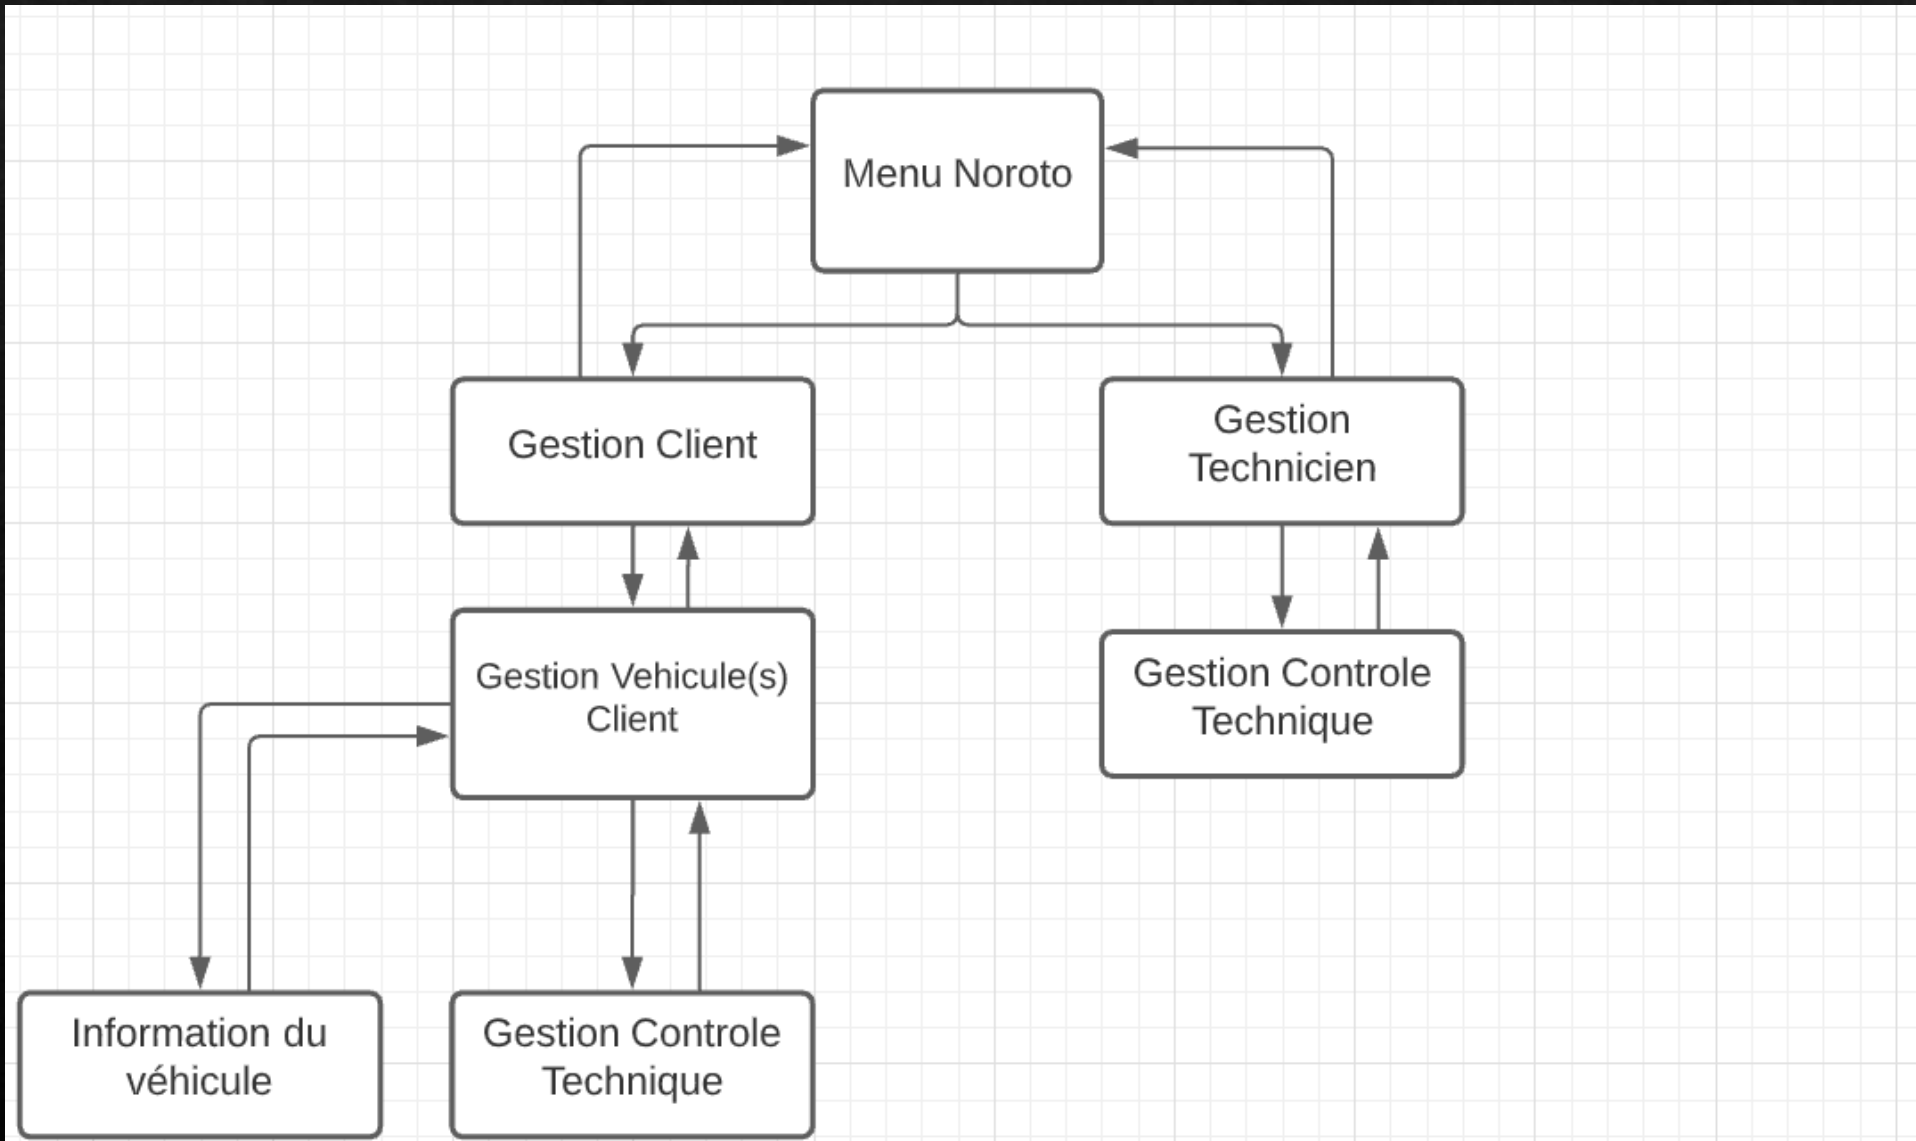 Menu Noroto
Gestion Client
Gestion
Technicien
Gestion Vehicule(s)
Client
Gestion Controle
Technique
Information du
véhicule
Gestion Controle
Technique